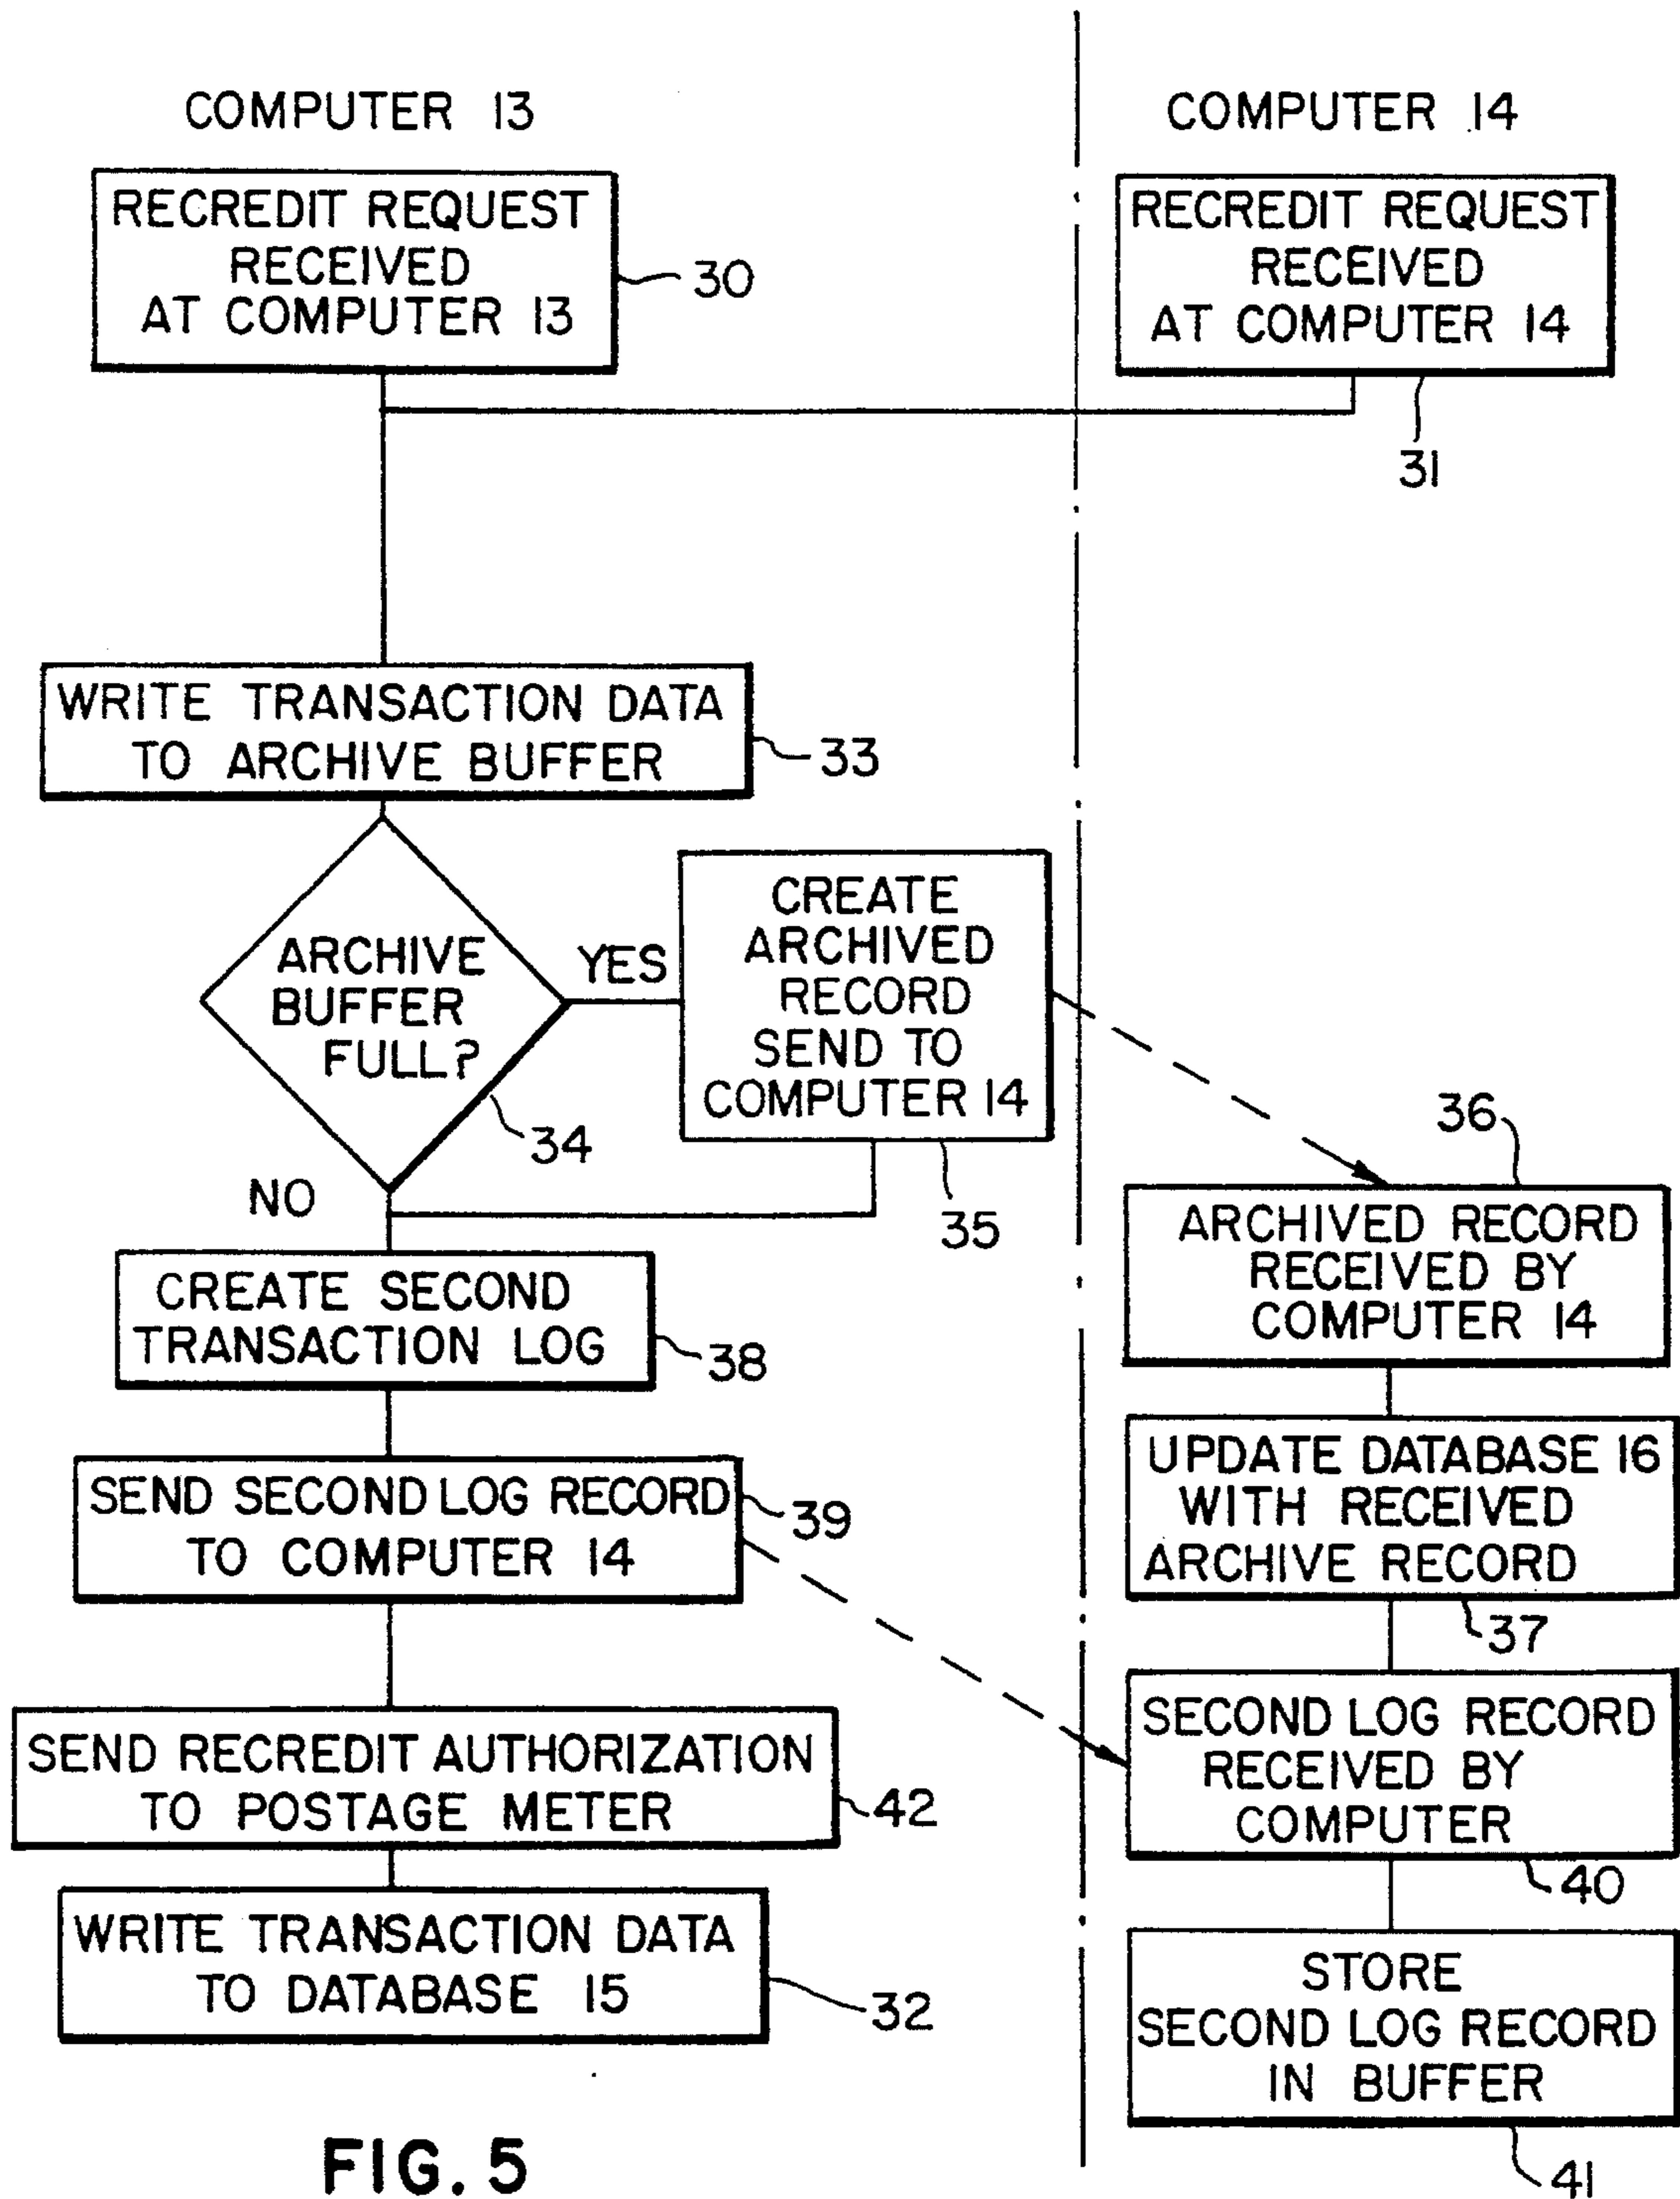 COMPUTER 13
COMPUTER 14
RECREDIT REQUEST
RECEIVED
AT COMPUTER 13
30
RECREDIT REQUEST
RECEIVED
AT COMPUTER 14
31
WRITE TRANSACTION DATA
TO ARCHIVE BUFFER
33
ARCHIVE
BUFFER
FULL?
34
YES
NO
CREATE
ARCHIVED
RECORD
SEND TO
COMPUTER 14
35
36
ARCHIVED RECORD
RECEIVED BY
COMPUTER 14
CREATE SECOND
TRANSACTION LOG
38
UPDATE DATABASE 16
WITH RECEIVED
ARCHIVE RECORD
37
SEND SECOND LOG RECORD
TO COMPUTER 14
39
SECOND LOG RECORD
RECEIVED BY
COMPUTER
40
SEND RECREDIT AUTHORIZATION
TO POSTAGE METER
42
WRITE TRANSACTION DATA
TO DATABASE 15
32
STORE
SECOND LOG RECORD
IN BUFFER
41
FIG. 5